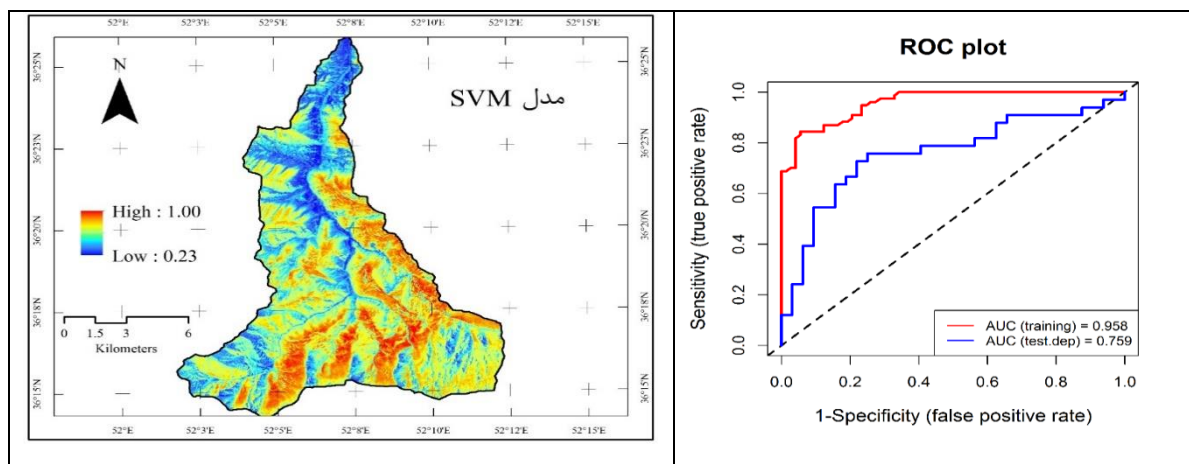 52°E 52°3'E 52°5'E 52°8'E 52°10'E 52°12'E 52°15'E
N
مدل SVM
36°25'N 36°25'N
36°23'N 36°23'N
36°20'N 36°20'N
36°18'N 36°18'N
36°15'N 36°15'N
High : 1.00
Low : 0.23
0 1.5 3 6
Kilometers
52°E 52°3'E 52°5'E 52°8'E 52°10'E 52°12'E 52°15'E
ROC plot
Sensitivity (true positive rate)
1.0
0.8
0.6
0.4
0.2
0.0
AUC (training) = 0.958
AUC (test.dep) = 0.759
0.0 0.2 0.4 0.6 0.8 1.0
1-Specificity (false positive rate)